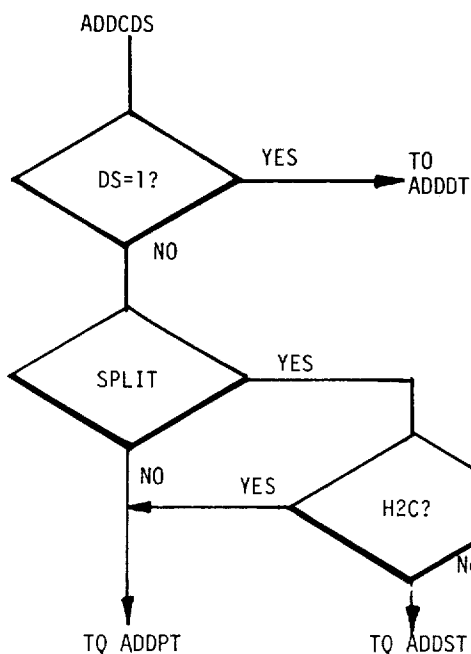 ADDCDS
DS=1?
YES
TO
ADDDT
NO
SPLIT
YES
NO
YES
H2C?
TO ADDPT
TO ADDST